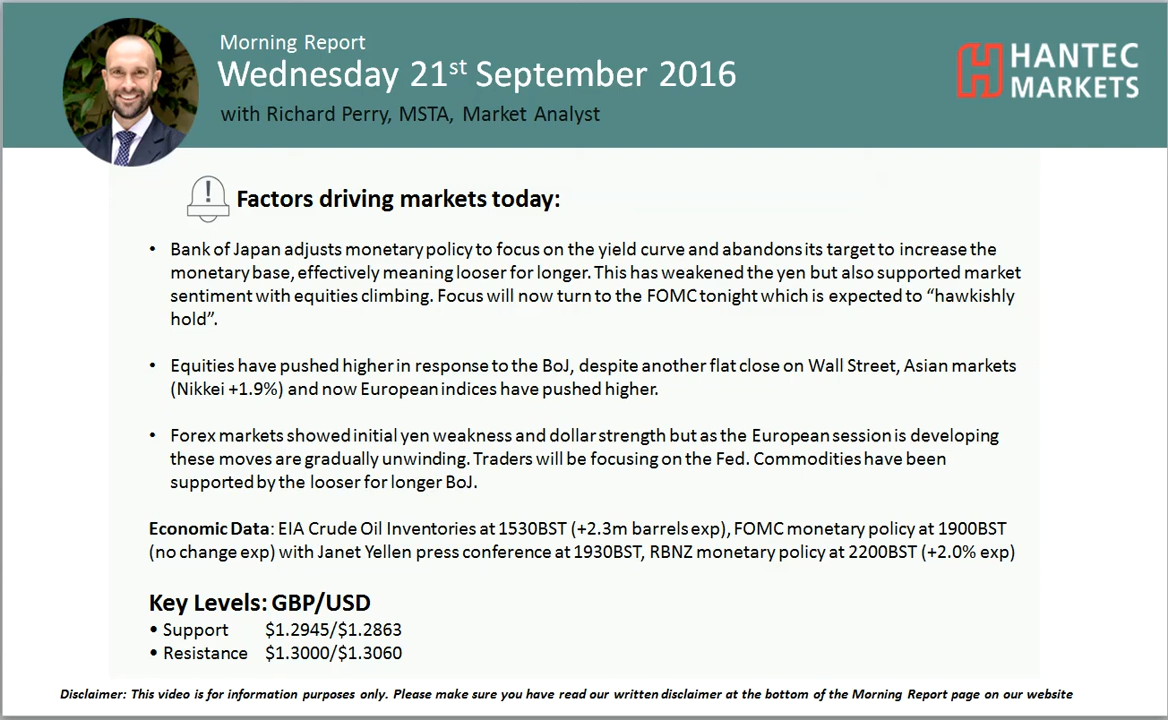 Morning Report
Wednesday 21st September 2016
with Richard Perry, MSTA, Market Analyst
HANTEC
MARKETS
! Factors driving markets today:
• Bank of Japan adjusts monetary policy to focus on the yield curve and abandons its target to increase the
monetary base, effectively meaning looser for longer. This has weakened the yen but also supported market
sentiment with equities climbing. Focus will now turn to the FOMC tonight which is expected to “hawkishly
hold”.
• Equities have pushed higher in response to the BoJ, despite another flat close on Wall Street, Asian markets
(Nikkei +1.9%) and now European indices have pushed higher.
• Forex markets showed initial yen weakness and dollar strength but as the European session is developing
these moves are gradually unwinding. Traders will be focusing on the Fed. Commodities have been
supported by the looser for longer BoJ.
Economic Data: EIA Crude Oil Inventories at 1530BST (+2.3m barrels exp), FOMC monetary policy at 1900BST
(no change exp) with Janet Yellen press conference at 1930BST, RBNZ monetary policy at 2200BST (+2.0% exp)
Key Levels: GBP/USD
• Support $1.2945/$1.2863
• Resistance $1.3000/$1.3060
Disclaimer: This video is for information purposes only. Please make sure you have read our written disclaimer at the bottom of the Morning Report page on our website